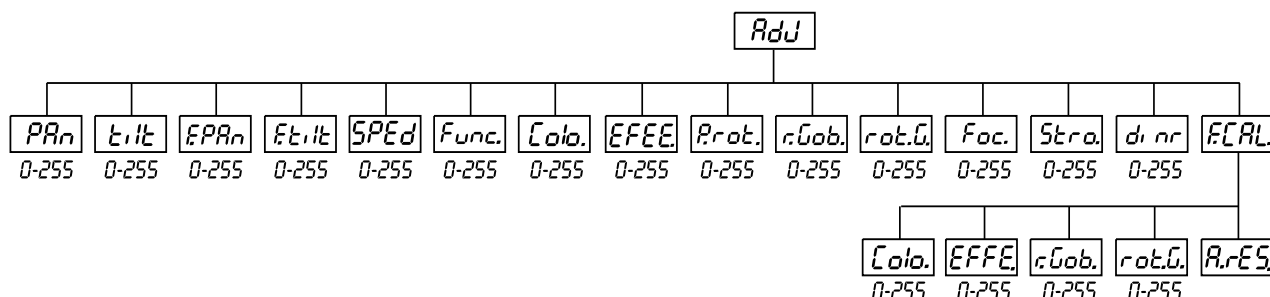 AdJ
PAn tilt F.PAn F.tilt SPEd Func. Colo. EFEE. P.rot. r.Gob. rot.G. Foc. Stro. di nr F.CAL.
0-255 0-255 0-255 0-255 0-255 0-255 0-255 0-255 0-255 0-255 0-255 0-255 0-255 0-255
Colo. EFFE. r.Gob. rot.G. A.rES.
0-255 0-255 0-255 0-255